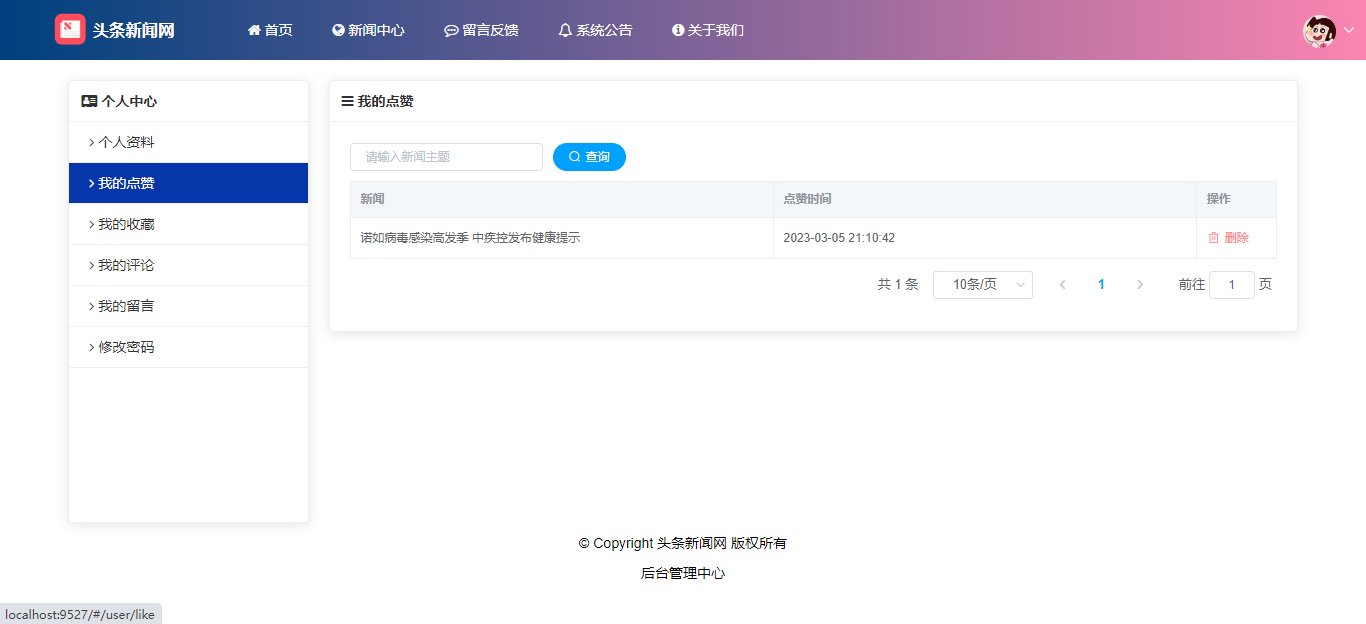 头条新闻网 首页 新闻中心 留言反馈 系统公告 关于我们
个人中心
个人资料
我的点赞
我的收藏
我的评论
我的留言
修改密码
我的点赞
请输入新闻主题 查询
新闻 点赞时间 操作
诺如病毒感染高发季 中疾控发布健康提示 2023-03-05 21:10:42 删除
共 1 条 10条/页 1 前往 1 页
© Copyright 头条新闻网 版权所有
后台管理中心
localhost:9527/#/user/like